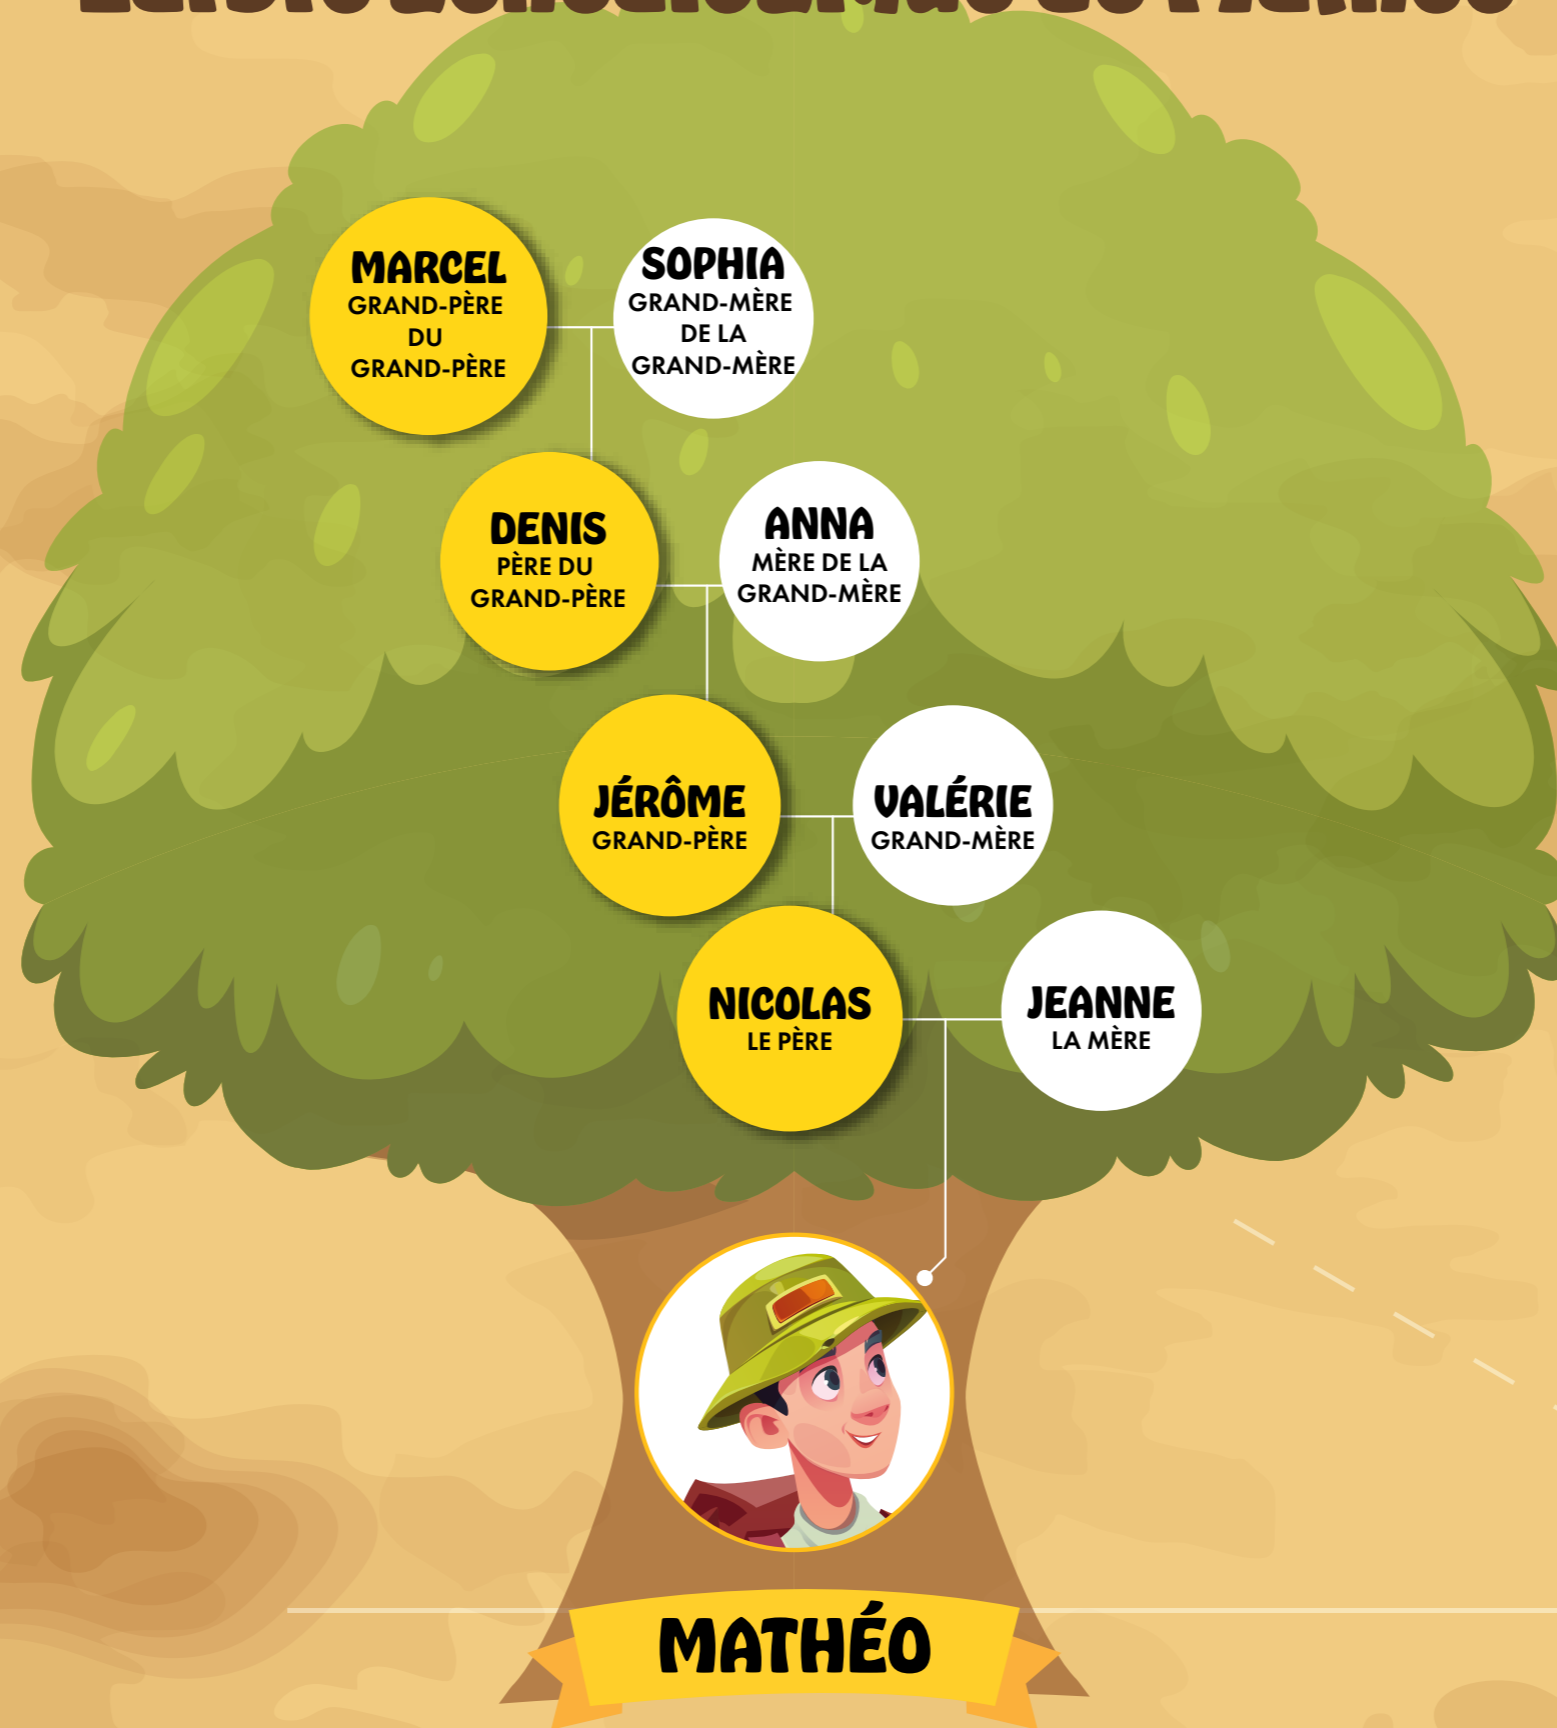 MARCEL
GRAND-PÈRE
DU
GRAND-PÈRE
SOPHIA
GRAND-MÈRE
DE LA
GRAND-MÈRE
DENIS
PÈRE DU
GRAND-PÈRE
ANNA
MÈRE DE LA
GRAND-MÈRE
JÉRÔME
GRAND-PÈRE
VALÉRIE
GRAND-MÈRE
NICOLAS
LE PÈRE
JEANNE
LA MÈRE
MATHÉO